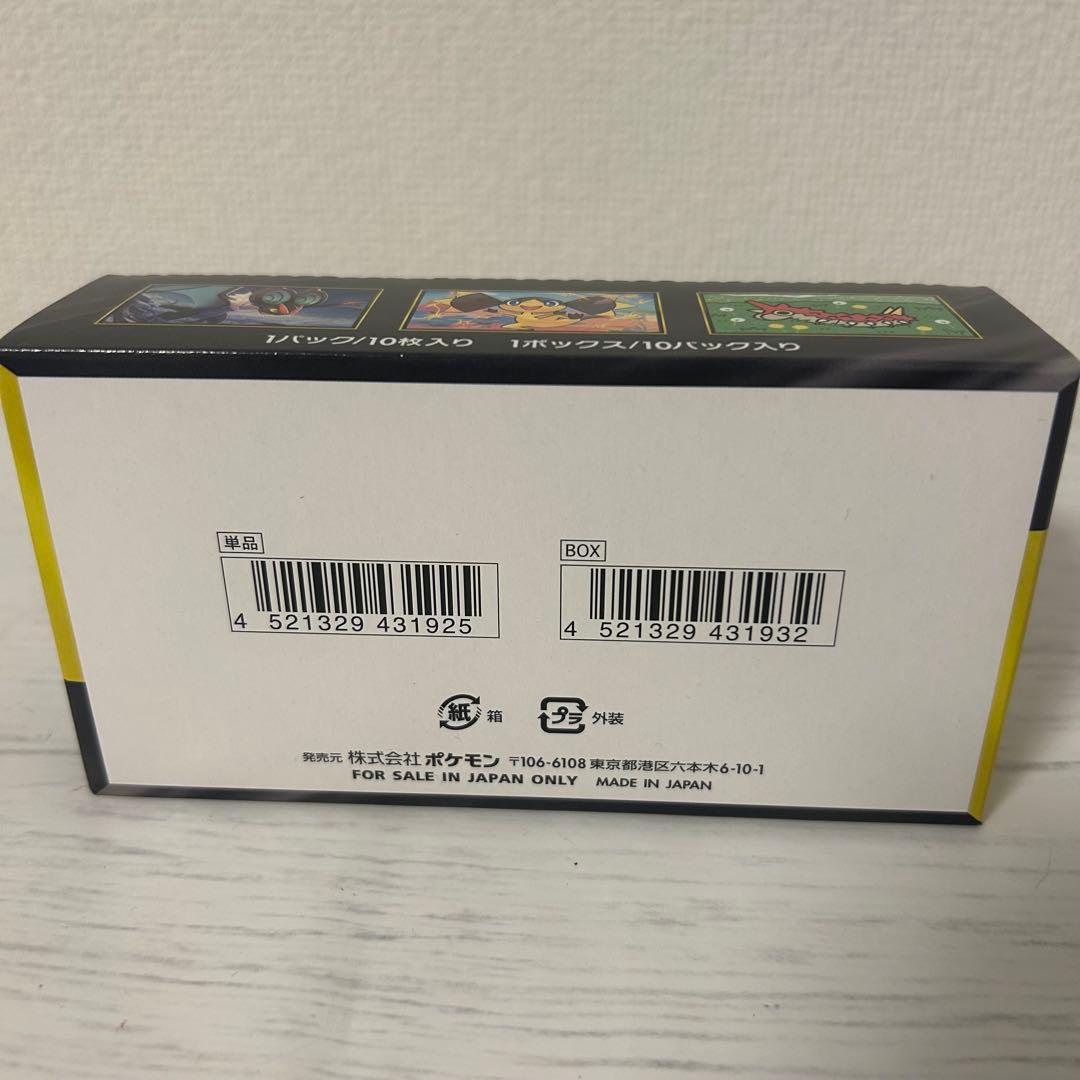 1パック/10枚入り　1ボックス/10パック入り
単品
4 521329 431925
BOX
4 521329 431932
紙 箱
プラ 外装
発売元 株式会社 ポケモン 〒106-6108 東京都港区六本木6-10-1
FOR SALE IN JAPAN ONLY MADE IN JAPAN